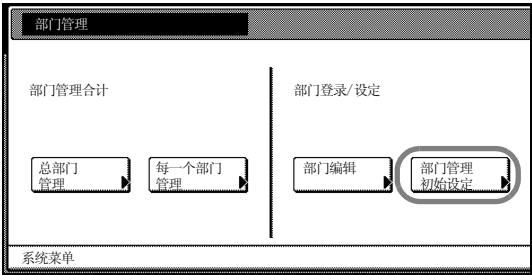 部门管理
部门管理合计
部门登录/设定
总部门
管理
每一个部门
管理
部门编辑
部门管理
初始设定
系统菜单